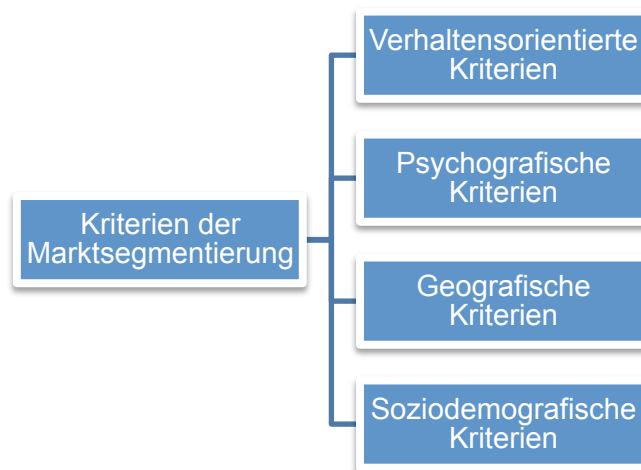 Verhaltensorientierte
Kriterien
Psychografische
Kriterien
Kriterien der
Marktsegmentierung
Geografische
Kriterien
Soziodemografische
Kriterien